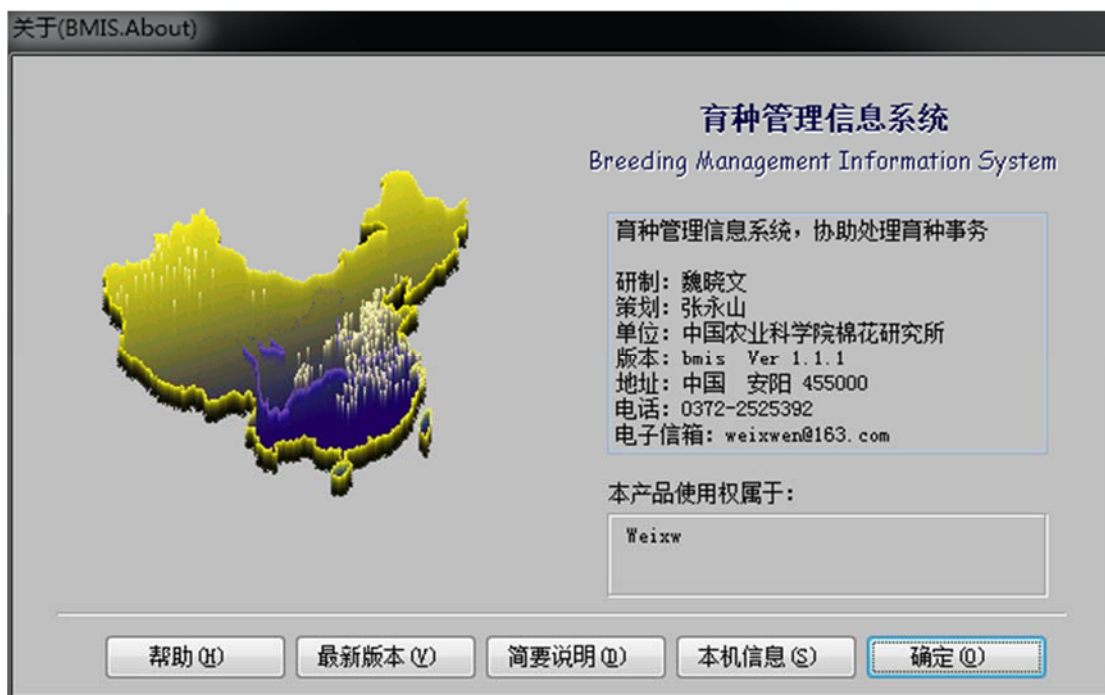 关于(BMIS.About)
育种管理信息系统
Breeding Management Information System
育种管理信息系统，协助处理育种事务
研制：魏晓文
策划：张永山
单位：中国农业科学院棉花研究所
版本：bmis Ver 1.1.1
地址：中国 安阳 455000
电话：0372-2525392
电子信箱：weixwen@163.com
本产品使用权属于：
Weixw
帮助(H)
最新版本(V)
简要说明(D)
本机信息(S)
确定(O)